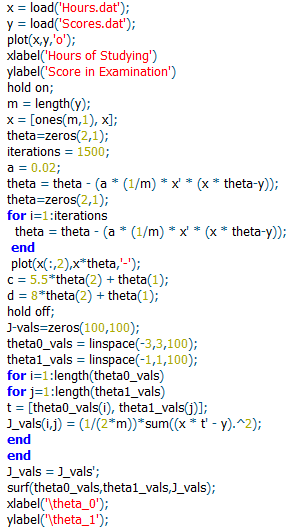 x = load('Hours.dat');
y = load('Scores.dat');
plot(x,y,'o');
xlabel('Hours of Studying')
ylabel('Score in Examination')
hold on;
m = length(y);
x = [ones(m,1), x];
theta=zeros(2,1);
iterations = 1500;
a = 0.02;
theta = theta - (a * (1/m) * x' * (x * theta-y));
theta=zeros(2,1);
for i=1:iterations
theta = theta - (a * (1/m) * x' * (x * theta-y));
end
plot(x(:,2),x*theta,'-');
c = 5.5*theta(2) + theta(1);
d = 8*theta(2) + theta(1);
hold off;
J-vals=zeros(100,100);
theta0_vals = linspace(-3,3,100);
theta1_vals = linspace(-1,1,100);
for i=1:length(theta0_vals)
for j=1:length(theta1_vals)
t = [theta0_vals(i), theta1_vals(j)];
J_vals(i,j) = (1/(2*m))*sum((x * t' - y).^2);
end
end
J_vals = J_vals';
surf(theta0_vals,theta1_vals,J_vals);
xlabel('\theta_0')
ylabel('\theta_1')